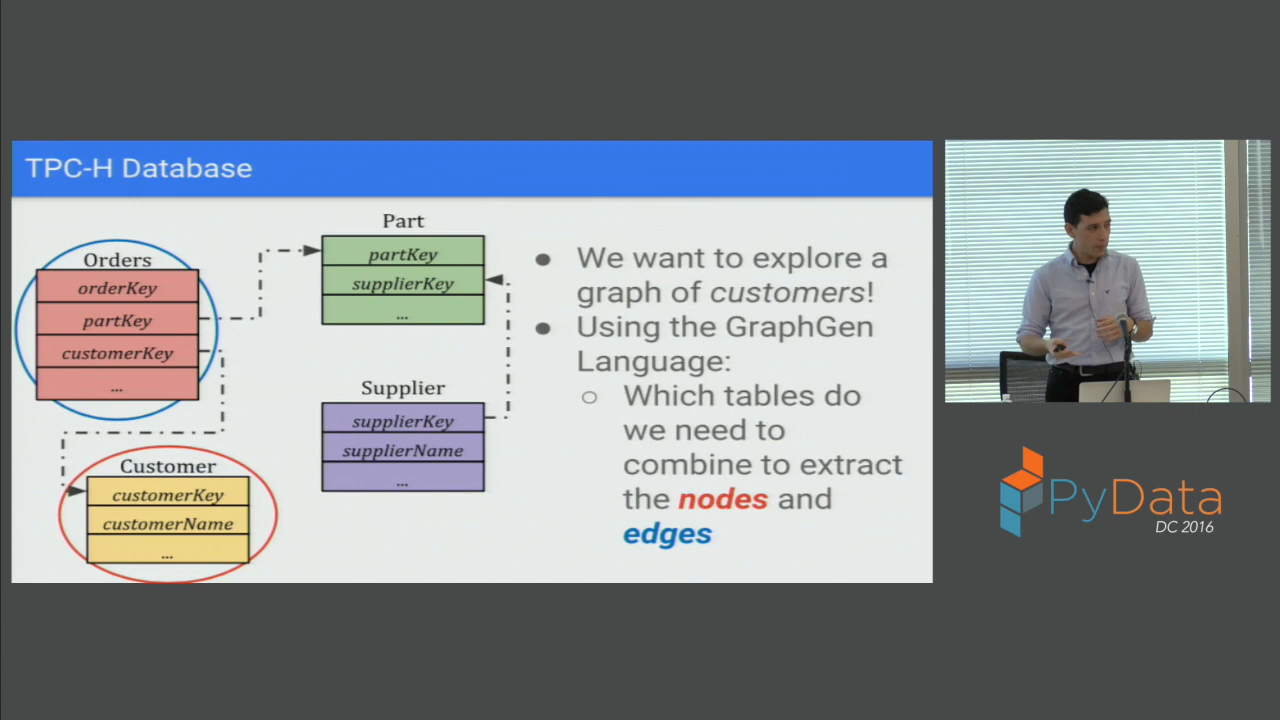 TPC-H Database
Orders
orderKey
partKey
customerKey
...
Customer
customerKey
customerName
...
Part
partKey
supplierKey
...
Supplier
supplierKey
supplierName
...
● We want to explore a
graph of customers!
● Using the GraphGen
Language:
○ Which tables do
we need to
combine to extract
the nodes and
edges
PyData
DC 2016